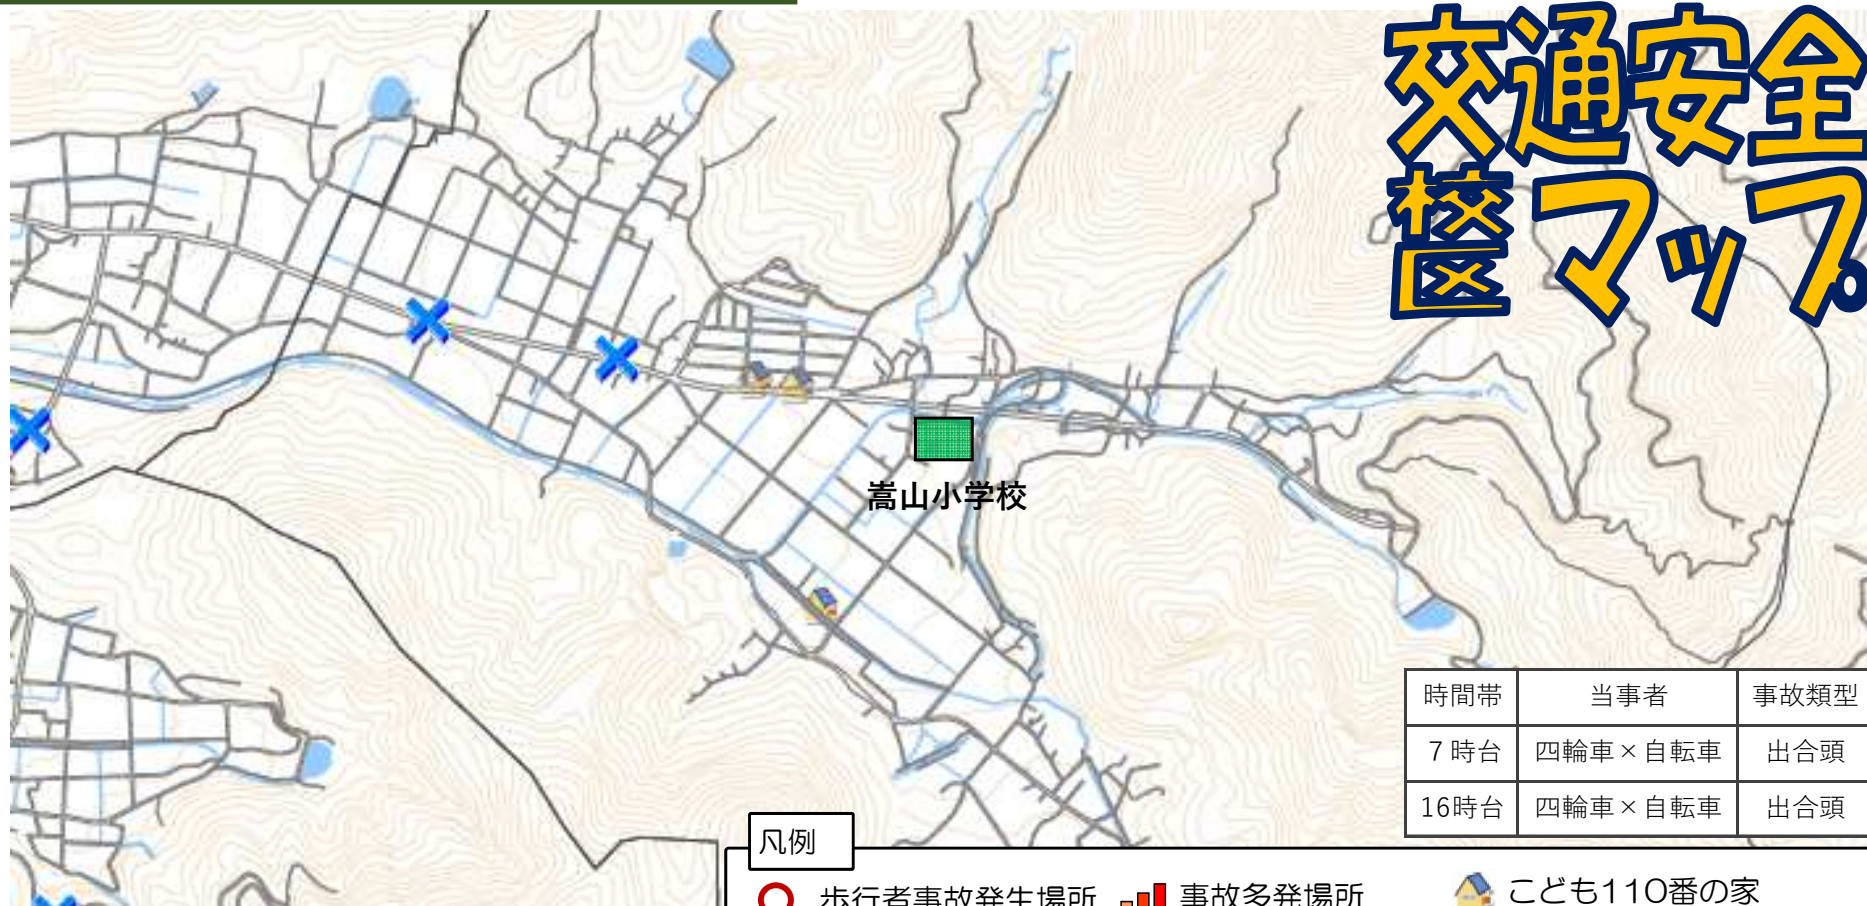 交通安全
校区マップ
嵩山小学校
時間帯 当事者 事故類型
7時台 四輪車×自転車 出合頭
16時台 四輪車×自転車 出合頭
凡例
歩行者事故発生場所 事故多発場所 こども110番の家